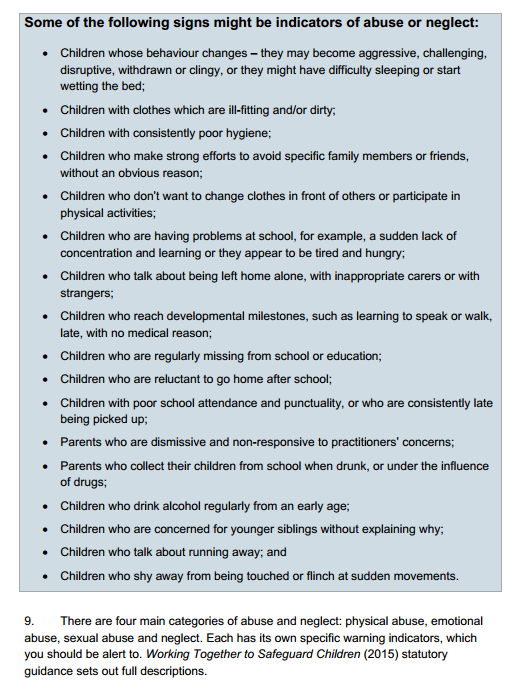 Some of the following signs might be indicators of abuse or neglect:
• Children whose behaviour changes – they may become aggressive, challenging,
disruptive, withdrawn or clingy, or they might have difficulty sleeping or start
wetting the bed;
• Children with clothes which are ill-fitting and/or dirty;
• Children with consistently poor hygiene;
• Children who make strong efforts to avoid specific family members or friends,
without an obvious reason;
• Children who don't want to change clothes in front of others or participate in
physical activities;
• Children who are having problems at school, for example, a sudden lack of
concentration and learning or they appear to be tired and hungry;
• Children who talk about being left home alone, with inappropriate carers or with
strangers;
• Children who reach developmental milestones, such as learning to speak or walk,
late, with no medical reason;
• Children who are regularly missing from school or education;
• Children who are reluctant to go home after school;
• Children with poor school attendance and punctuality, or who are consistently late
being picked up;
• Parents who are dismissive and non-responsive to practitioners' concerns;
• Parents who collect their children from school when drunk, or under the influence
of drugs;
• Children who drink alcohol regularly from an early age;
• Children who are concerned for younger siblings without explaining why;
• Children who talk about running away; and
• Children who shy away from being touched or flinch at sudden movements.
9. There are four main categories of abuse and neglect: physical abuse, emotional
abuse, sexual abuse and neglect. Each has its own specific warning indicators, which
you should be alert to. Working Together to Safeguard Children (2015) statutory
guidance sets out full descriptions.